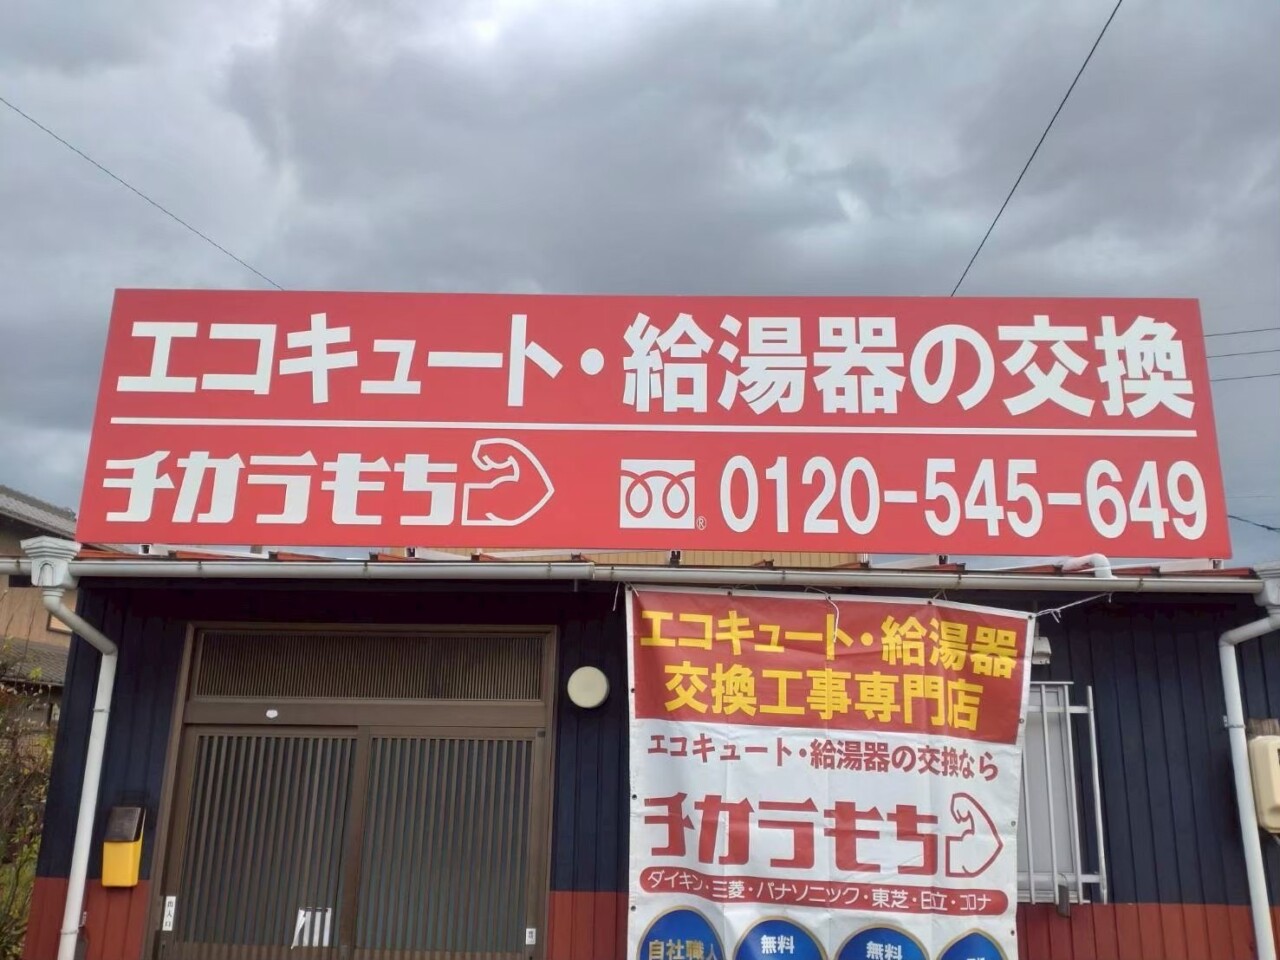 エコキュート・給湯器の交換
チカラもち
® 0120-545-649
エコキュート・給湯器
交換工事専門店
エコキュート・給湯器の交換なら
チカラもち
ダイキン・三菱・パナソニック・東芝・日立・コロナ
自社職人
無料
無料
出入口